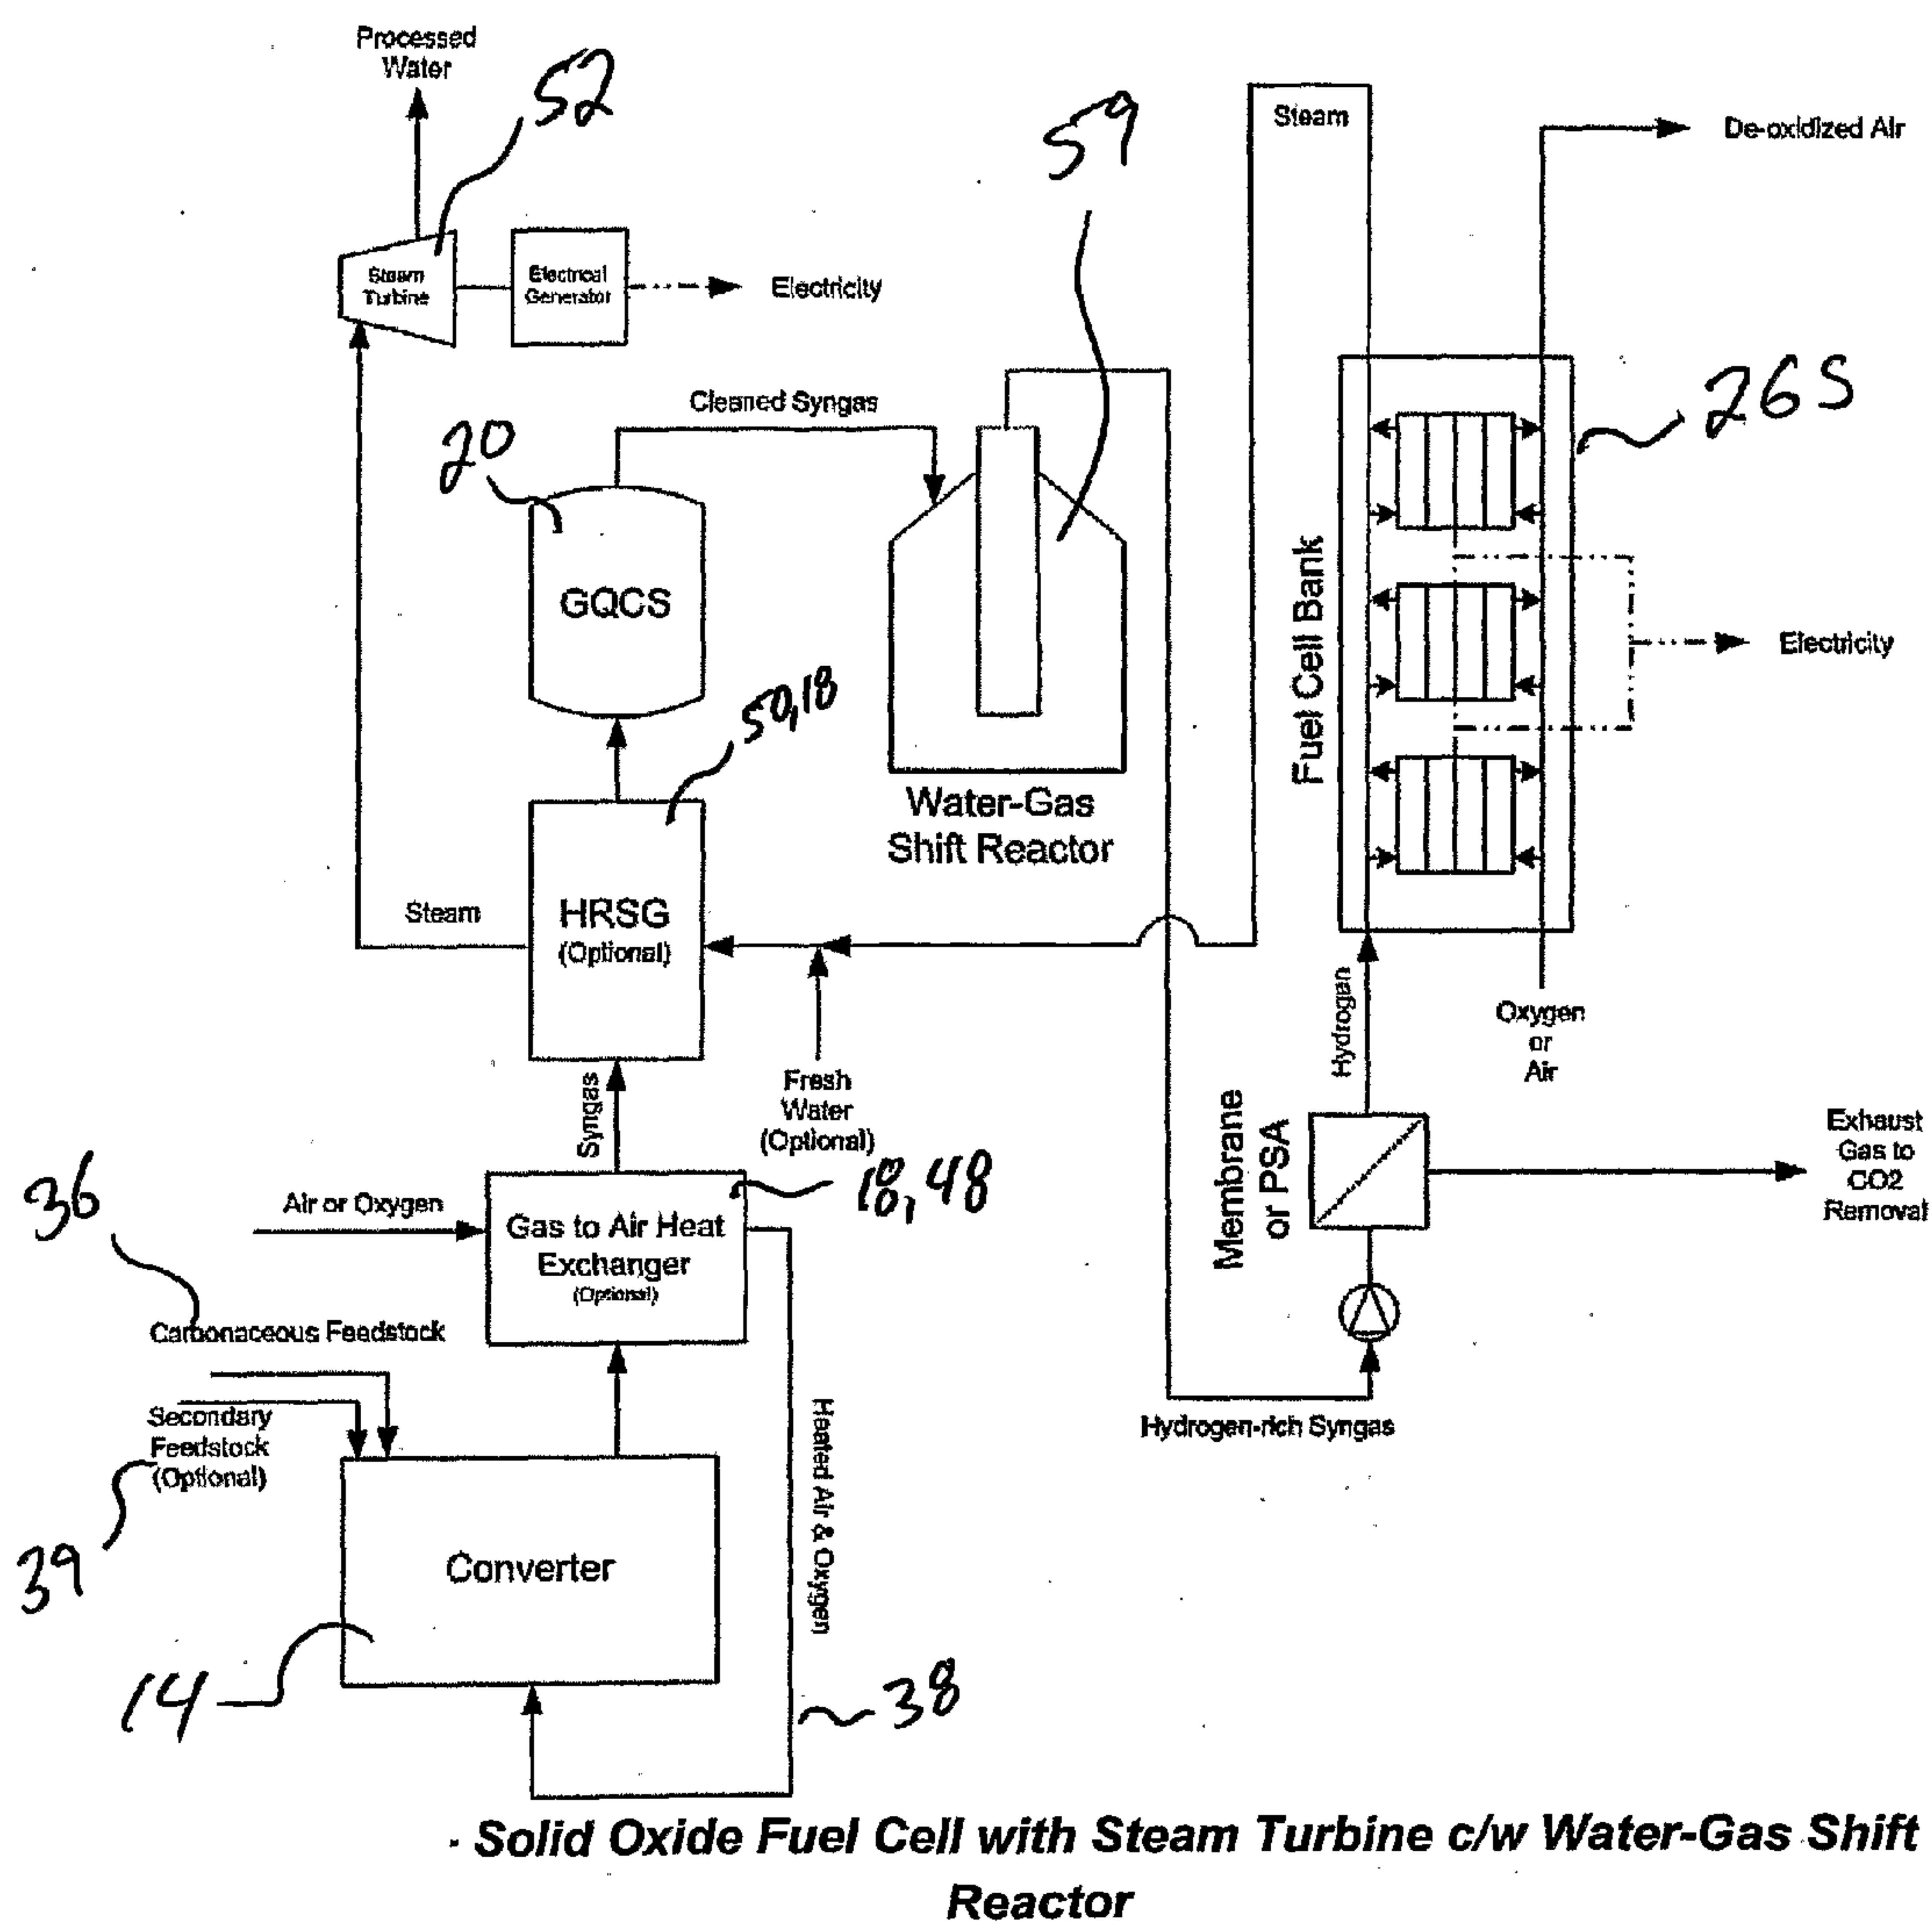 Processed
Water
52
59
Steam
De-oxidized Air
Steam
Turbine
Electrical
Generator
Electricity
Cleaned Syngas
20
26S
GQCS
Fuel Cell Bank
Electricity
50,18
Water-Gas
Shift Reactor
Steam
HRSG
(Optional)
Hydrogen
Oxygen
or
Air
Syngas
Fresh
Water
(Optional)
Membrane
or PSA
Exhaust
Gas to
CO2
Removal
36
Air or Oxygen
18,48
Gas to Air Heat
Exchanger
(Optional)
Carbonaceous Feedstock
Secondary
Feedstock
(Optional)
Heated Air & Oxygen
Hydrogen-rich Syngas
39
Converter
14
38
Solid Oxide Fuel Cell with Steam Turbine c/w Water-Gas Shift
Reactor